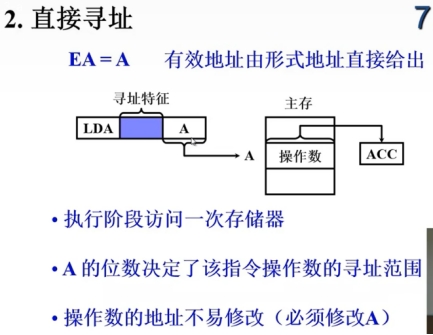 2. 直接寻址
7
EA = A 有效地址由形式地址直接给出
寻址特征
主存
LDA
A
A
操作数
ACC
• 执行阶段访问一次存储器
• A 的位数决定了该指令操作数的寻址范围
• 操作数的地址不易修改（必须修改A）